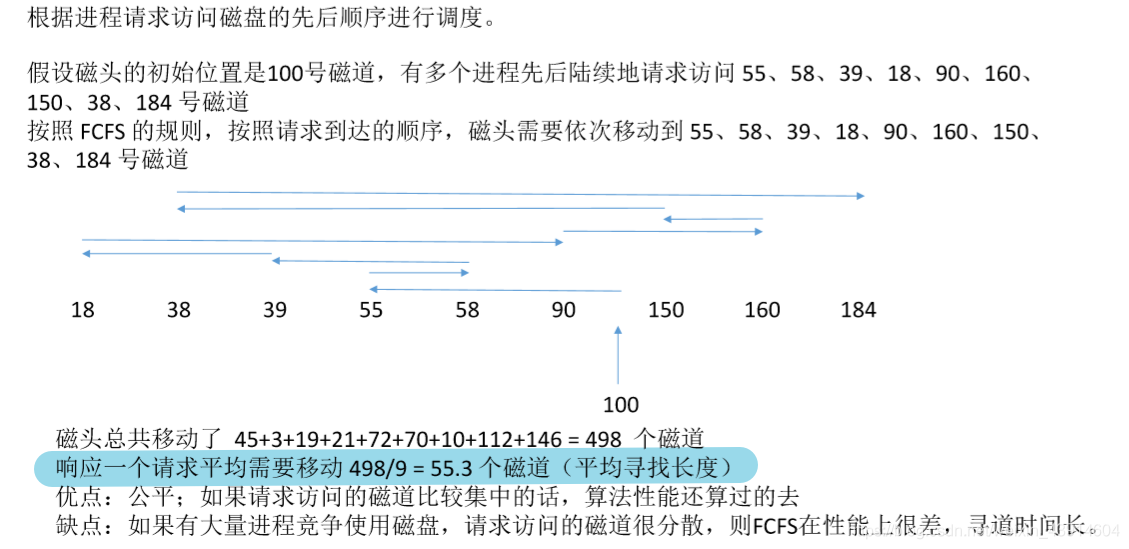 根据进程请求访问磁盘的先后顺序进行调度。
假设磁头的初始位置是100号磁道，有多个进程先后陆续地请求访问 55、58、39、18、90、160、
150、38、184 号磁道
按照 FCFS 的规则，按照请求到达的顺序，磁头需要依次移动到 55、58、39、18、90、160、150、
38、184 号磁道
18 38 39 55 58 90 150 160 184
100
磁头总共移动了 45+3+19+21+72+70+10+112+146 = 498 个磁道
响应一个请求平均需要移动 498/9 = 55.3 个磁道（平均寻找长度）
优点：公平；如果请求访问的磁道比较集中的话，算法性能还算过的去
缺点：如果有大量进程竞争使用磁盘，请求访问的磁道很分散，则FCFS在性能上很差，寻道时间长。